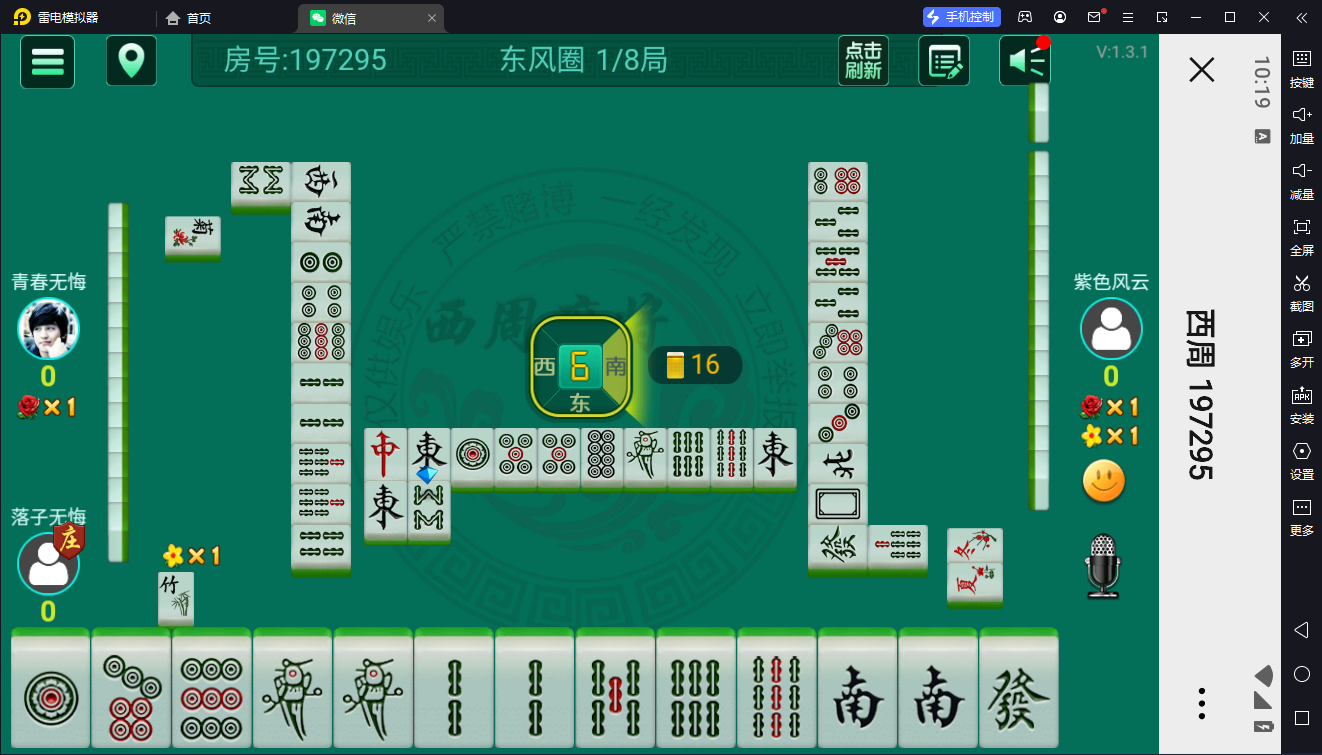 雷电模拟器
首页
微信
手机控制
房号:197295
东风圈 1/8局
点击
刷新
V:1.3.1
10:19
A
按键
加量
减量
全屏
截图
多开
安装
设置
更多
西周 197295
严禁赌博
一经发现
立即举报
仅供娱乐
西周麻将
西
南
菊
青春无悔
0
×1
紫色风云
0
×1
×1
西
6
南
东
16
中
東
東
東
北
發
冬
夏
落子无悔
庄
0
×1
竹
南
南
發
APK